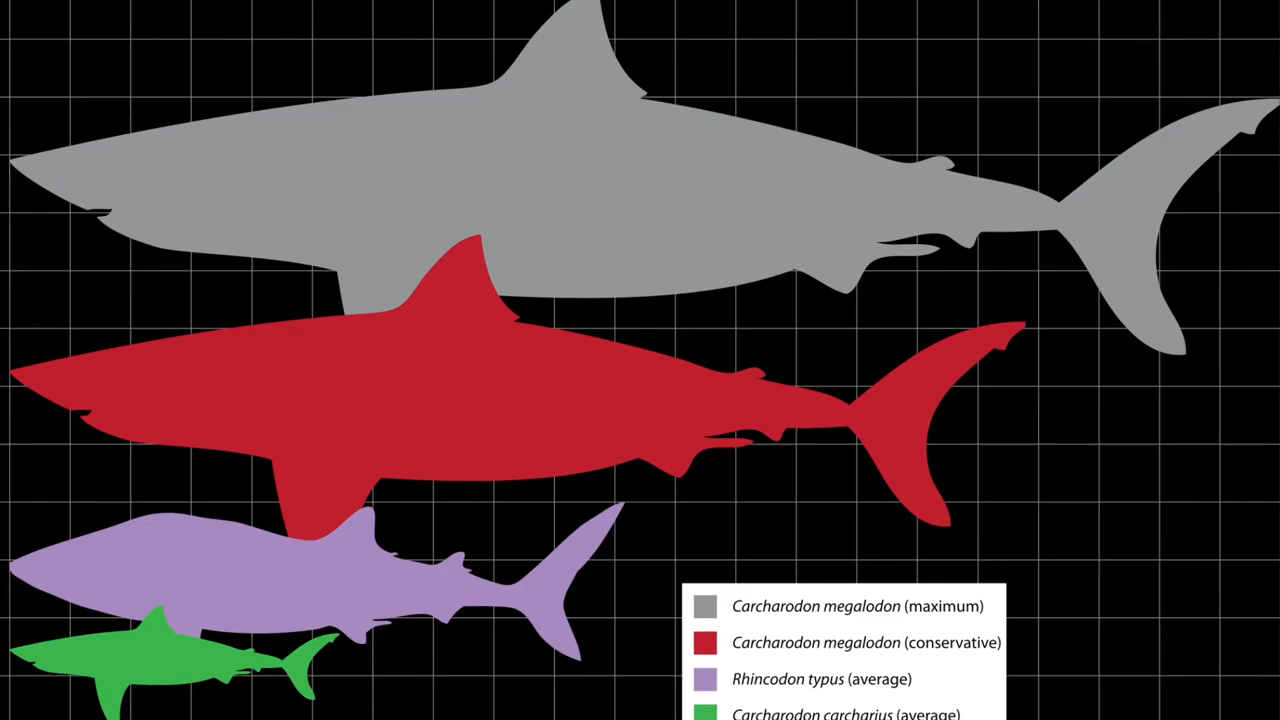 Carcharodon megalodon (maximum)
Carcharodon megalodon (conservative)
Rhincodon typus (average)
Carcharodon carcharius (average)